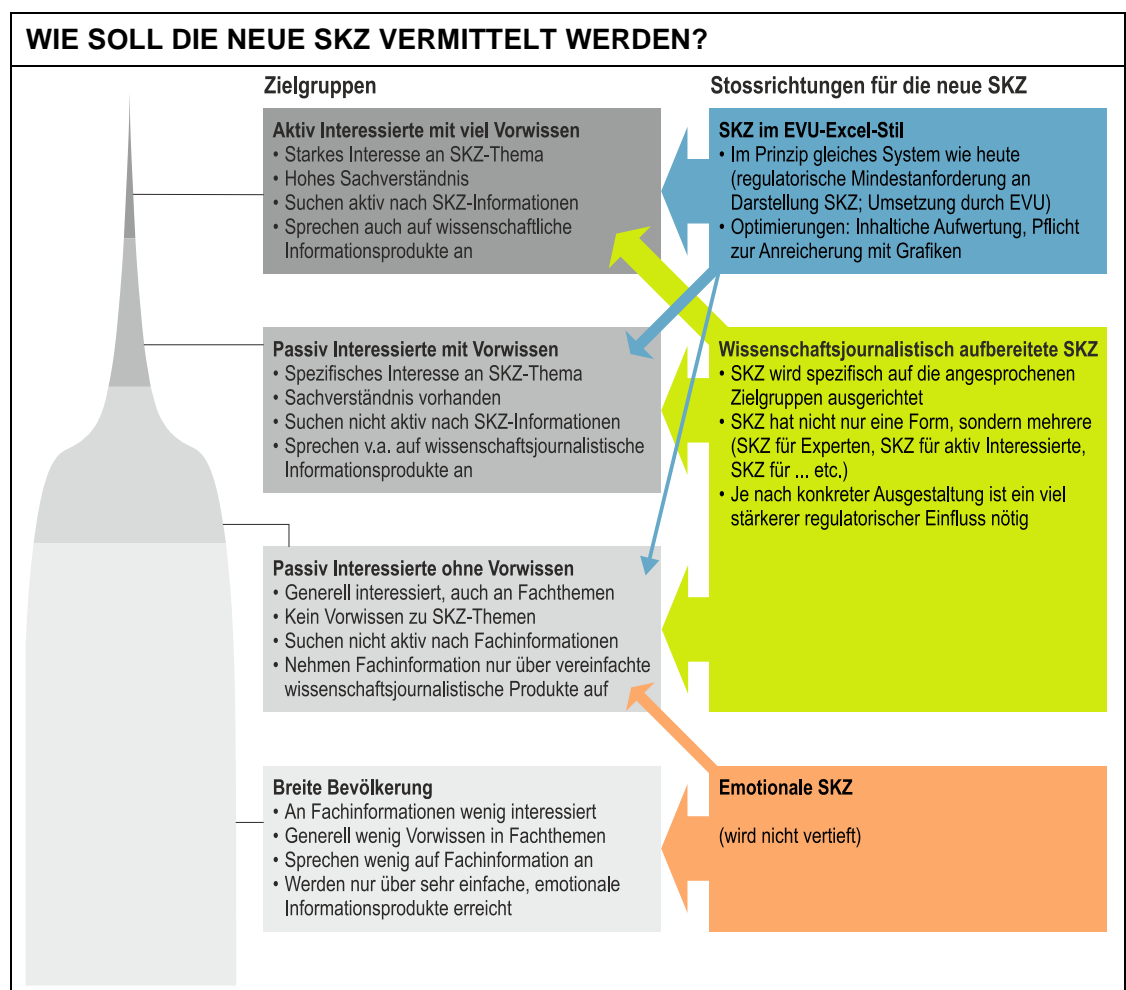 WIE SOLL DIE NEUE SKZ VERMITTELT WERDEN?
Zielgruppen
Aktiv Interessierte mit viel Vorwissen
• Starkes Interesse an SKZ-Thema
• Hohes Sachverständnis
• Suchen aktiv nach SKZ-Informationen
• Sprechen auch auf wissenschaftliche
Informationsprodukte an
Passiv Interessierte mit Vorwissen
• Spezifisches Interesse an SKZ-Thema
• Sachverständnis vorhanden
• Suchen nicht aktiv nach SKZ-Informationen
• Sprechen v.a. auf wissenschaftsjournalistische
Informationsprodukte an
Passiv Interessierte ohne Vorwissen
• Generell interessiert, auch an Fachthemen
• Kein Vorwissen zu SKZ-Themen
• Suchen nicht aktiv nach Fachinformationen
• Nehmen Fachinformation nur über vereinfachte
wissenschaftsjournalistische Produkte auf
Breite Bevölkerung
• An Fachinformationen wenig interessiert
• Generell wenig Vorwissen in Fachthemen
• Sprechen wenig auf Fachinformation an
• Werden nur über sehr einfache, emotionale
Informationsprodukte erreicht
Stossrichtungen für die neue SKZ
SKZ im EVU-Excel-Stil
• Im Prinzip gleiches System wie heute
(regulatorische Mindestanforderung an
Darstellung SKZ; Umsetzung durch EVU)
• Optimierungen: Inhaltiche Aufwertung, Pflicht
zur Anreicherung mit Grafiken
Wissenschaftsjournalistisch aufbereitete SKZ
• SKZ wird spezifisch auf die angesprochenen
Zielgruppen ausgerichtet
• SKZ hat nicht nur eine Form, sondern mehrere
(SKZ für Experten, SKZ für aktiv Interessierte,
SKZ für ... etc.)
• Je nach konkreter Ausgestaltung ist ein viel
stärkerer regulatorischer Einfluss nötig
Emotionale SKZ
(wird nicht vertieft)